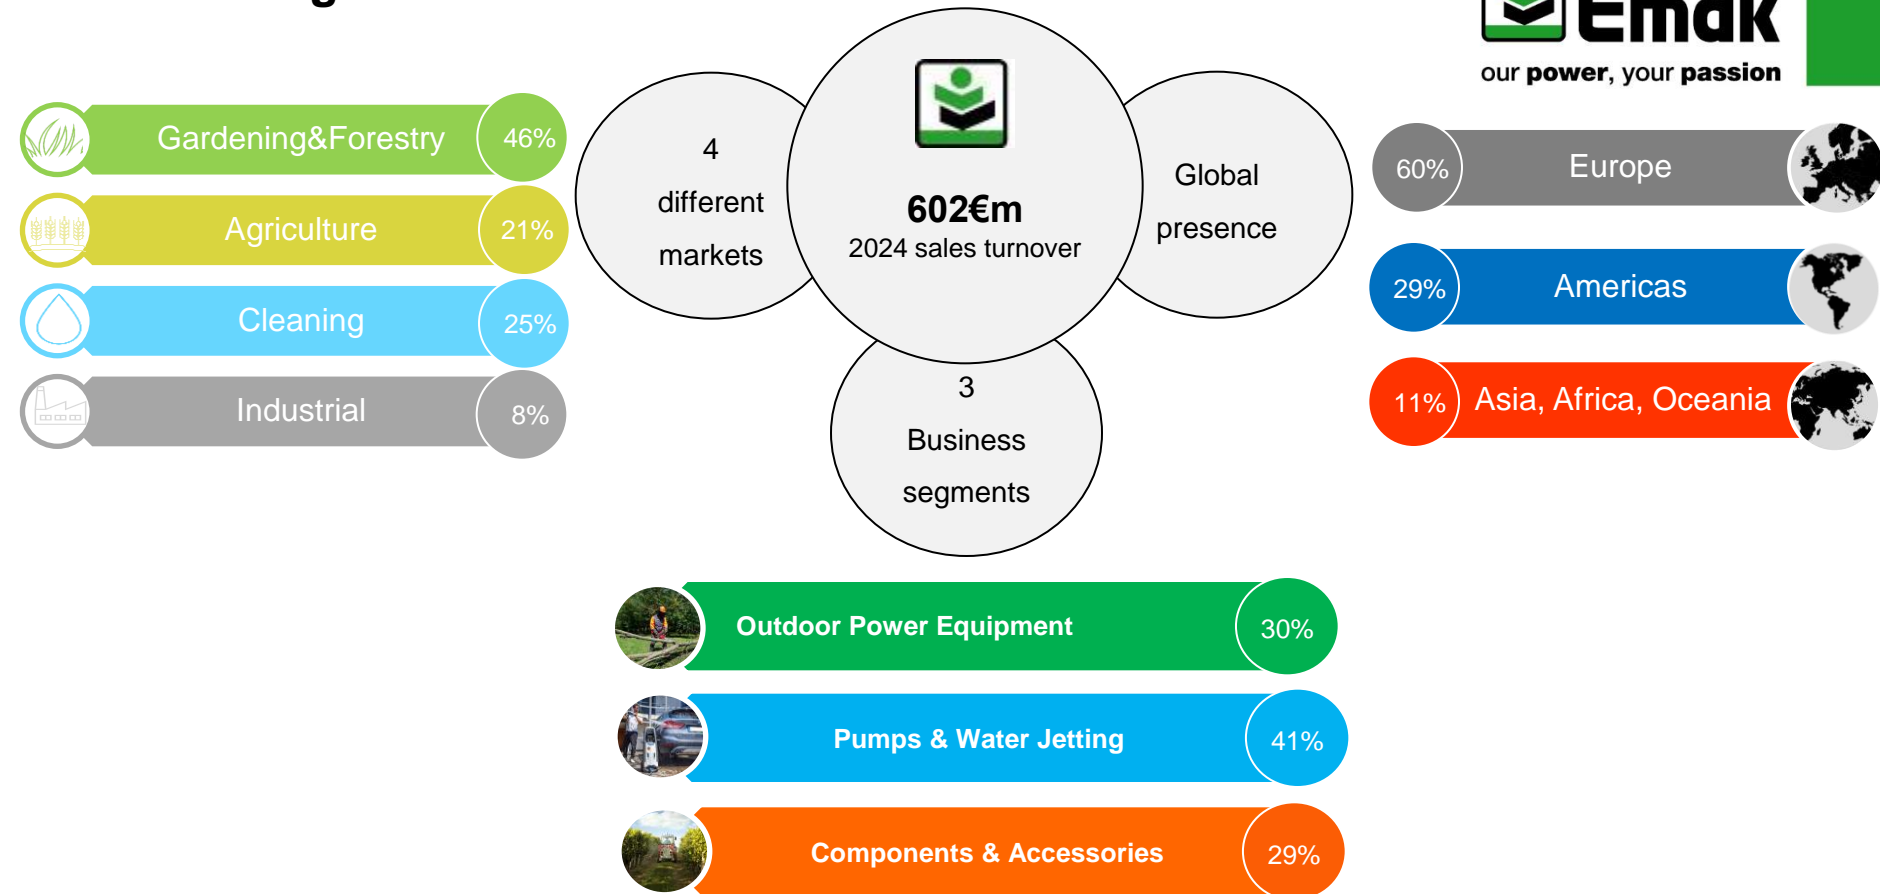 g
Emak
our power, your passion
Gardening&Forestry 46%
Agriculture 21%
Cleaning 25%
Industrial 8%
4
different
markets
602€m
2024 sales turnover
Global
presence
3
Business
segments
60% Europe
29% Americas
11% Asia, Africa, Oceania
Outdoor Power Equipment 30%
Pumps & Water Jetting 41%
Components & Accessories 29%